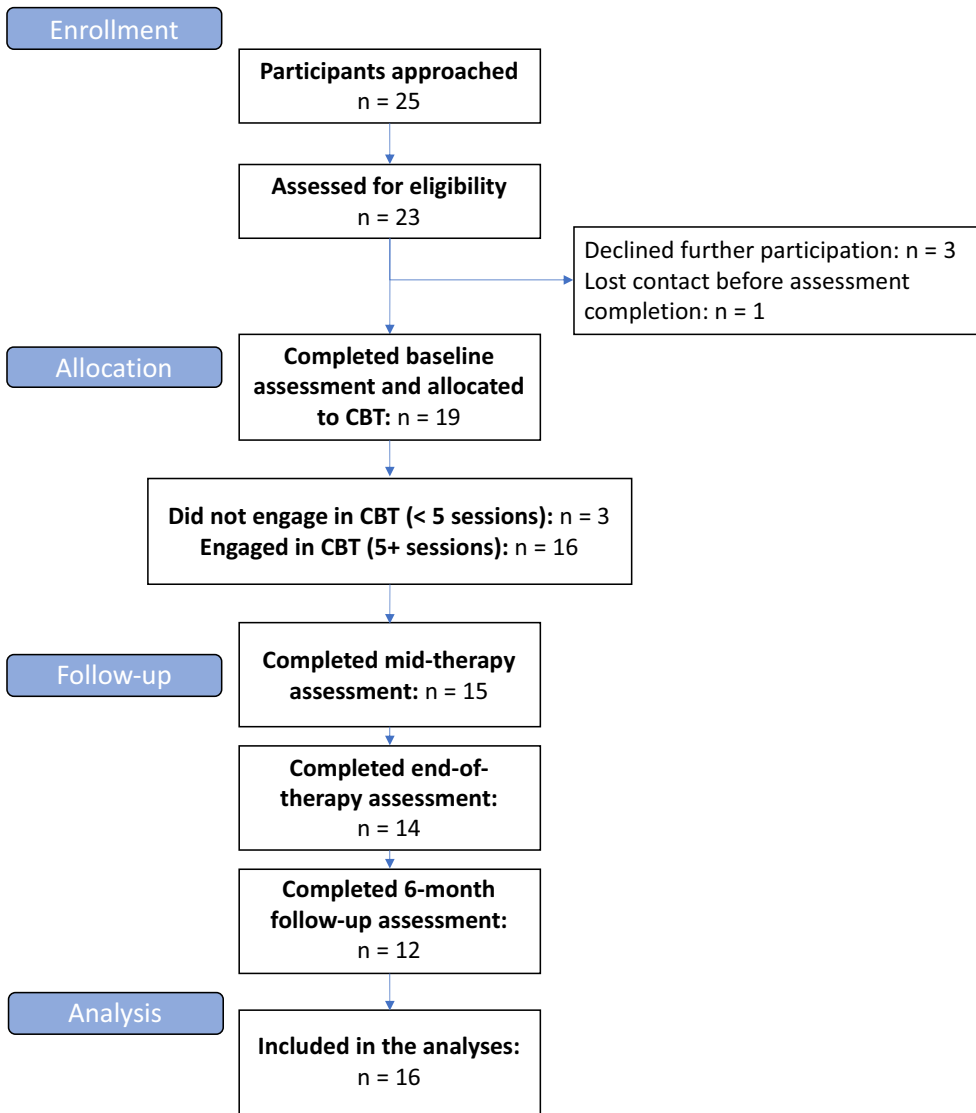 Enrollment
Participants approached
n = 25
Assessed for eligibility
n = 23
Declined further participation: n = 3
Lost contact before assessment
completion: n = 1
Allocation
Completed baseline
assessment and allocated
to CBT: n = 19
Did not engage in CBT (< 5 sessions): n = 3
Engaged in CBT (5+ sessions): n = 16
Follow-up
Completed mid-therapy
assessment: n = 15
Completed end-of-
therapy assessment:
n = 14
Completed 6-month
follow-up assessment:
n = 12
Analysis
Included in the analyses:
n = 16